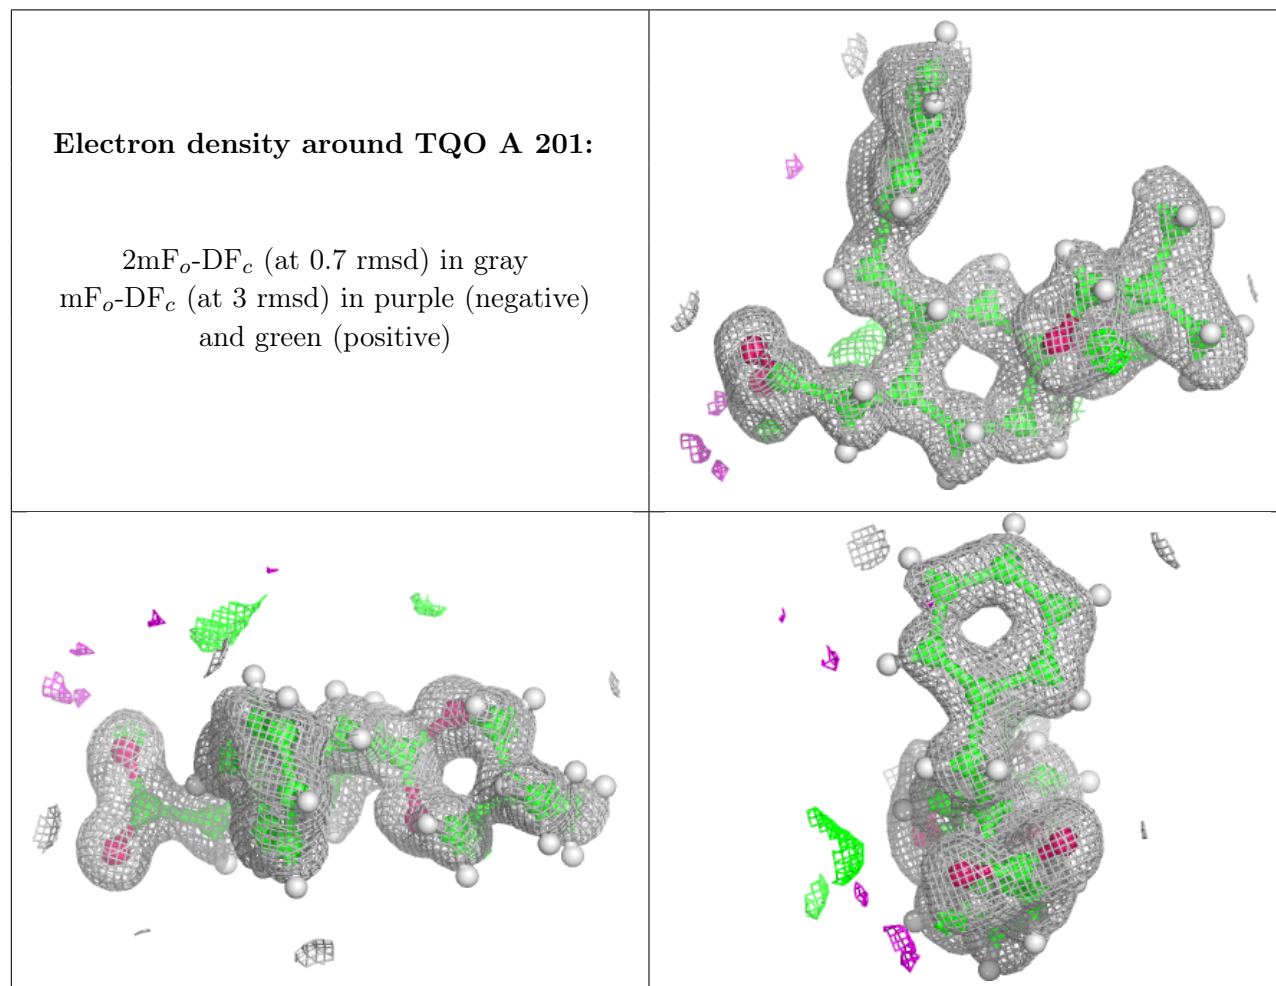 Electron density around TQO A 201:
2mFo-DFc (at 0.7 rmsd) in gray
mFo-DFc (at 3 rmsd) in purple (negative)
and green (positive)